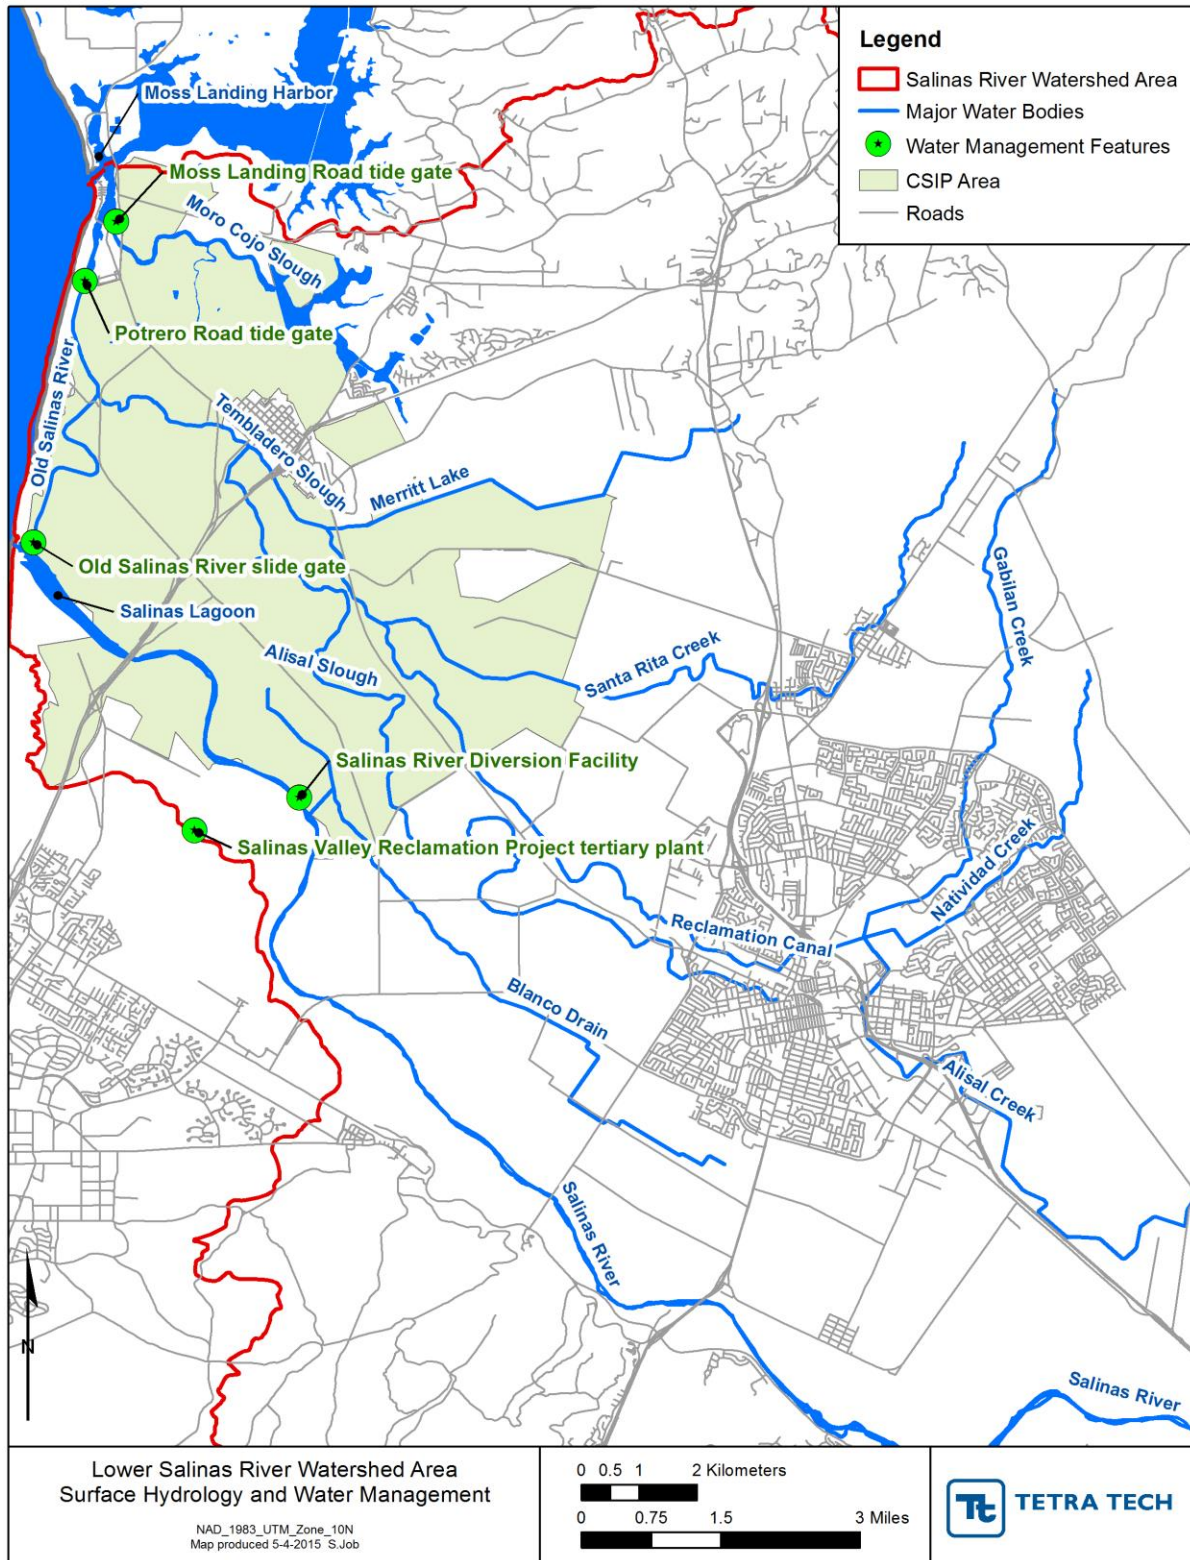 Legend
Salinas River Watershed Area
Major Water Bodies
Water Management Features
CSIP Area
Roads
Moss Landing Harbor
Moss Landing Road tide gate
Moro Cojo Slough
Potrero Road tide gate
Old Salinas River
Tembladero Slough
Merritt Lake
Old Salinas River slide gate
Salinas Lagoon
Gabilan Creek
Santa Rita Creek
Alisal Slough
Salinas River Diversion Facility
Salinas Valley Reclamation Project tertiary plant
Natividad Creek
Reclamation Canal
Blanco Drain
Alisal Creek
Salinas River
Salinas River
N
Lower Salinas River Watershed Area
Surface Hydrology and Water Management
NAD_1983_UTM_Zone_10N
Map produced 5-4-2015 S.Job
0 0.5 1 2 Kilometers
0 0.75 1.5 3 Miles
Tt TETRA TECH